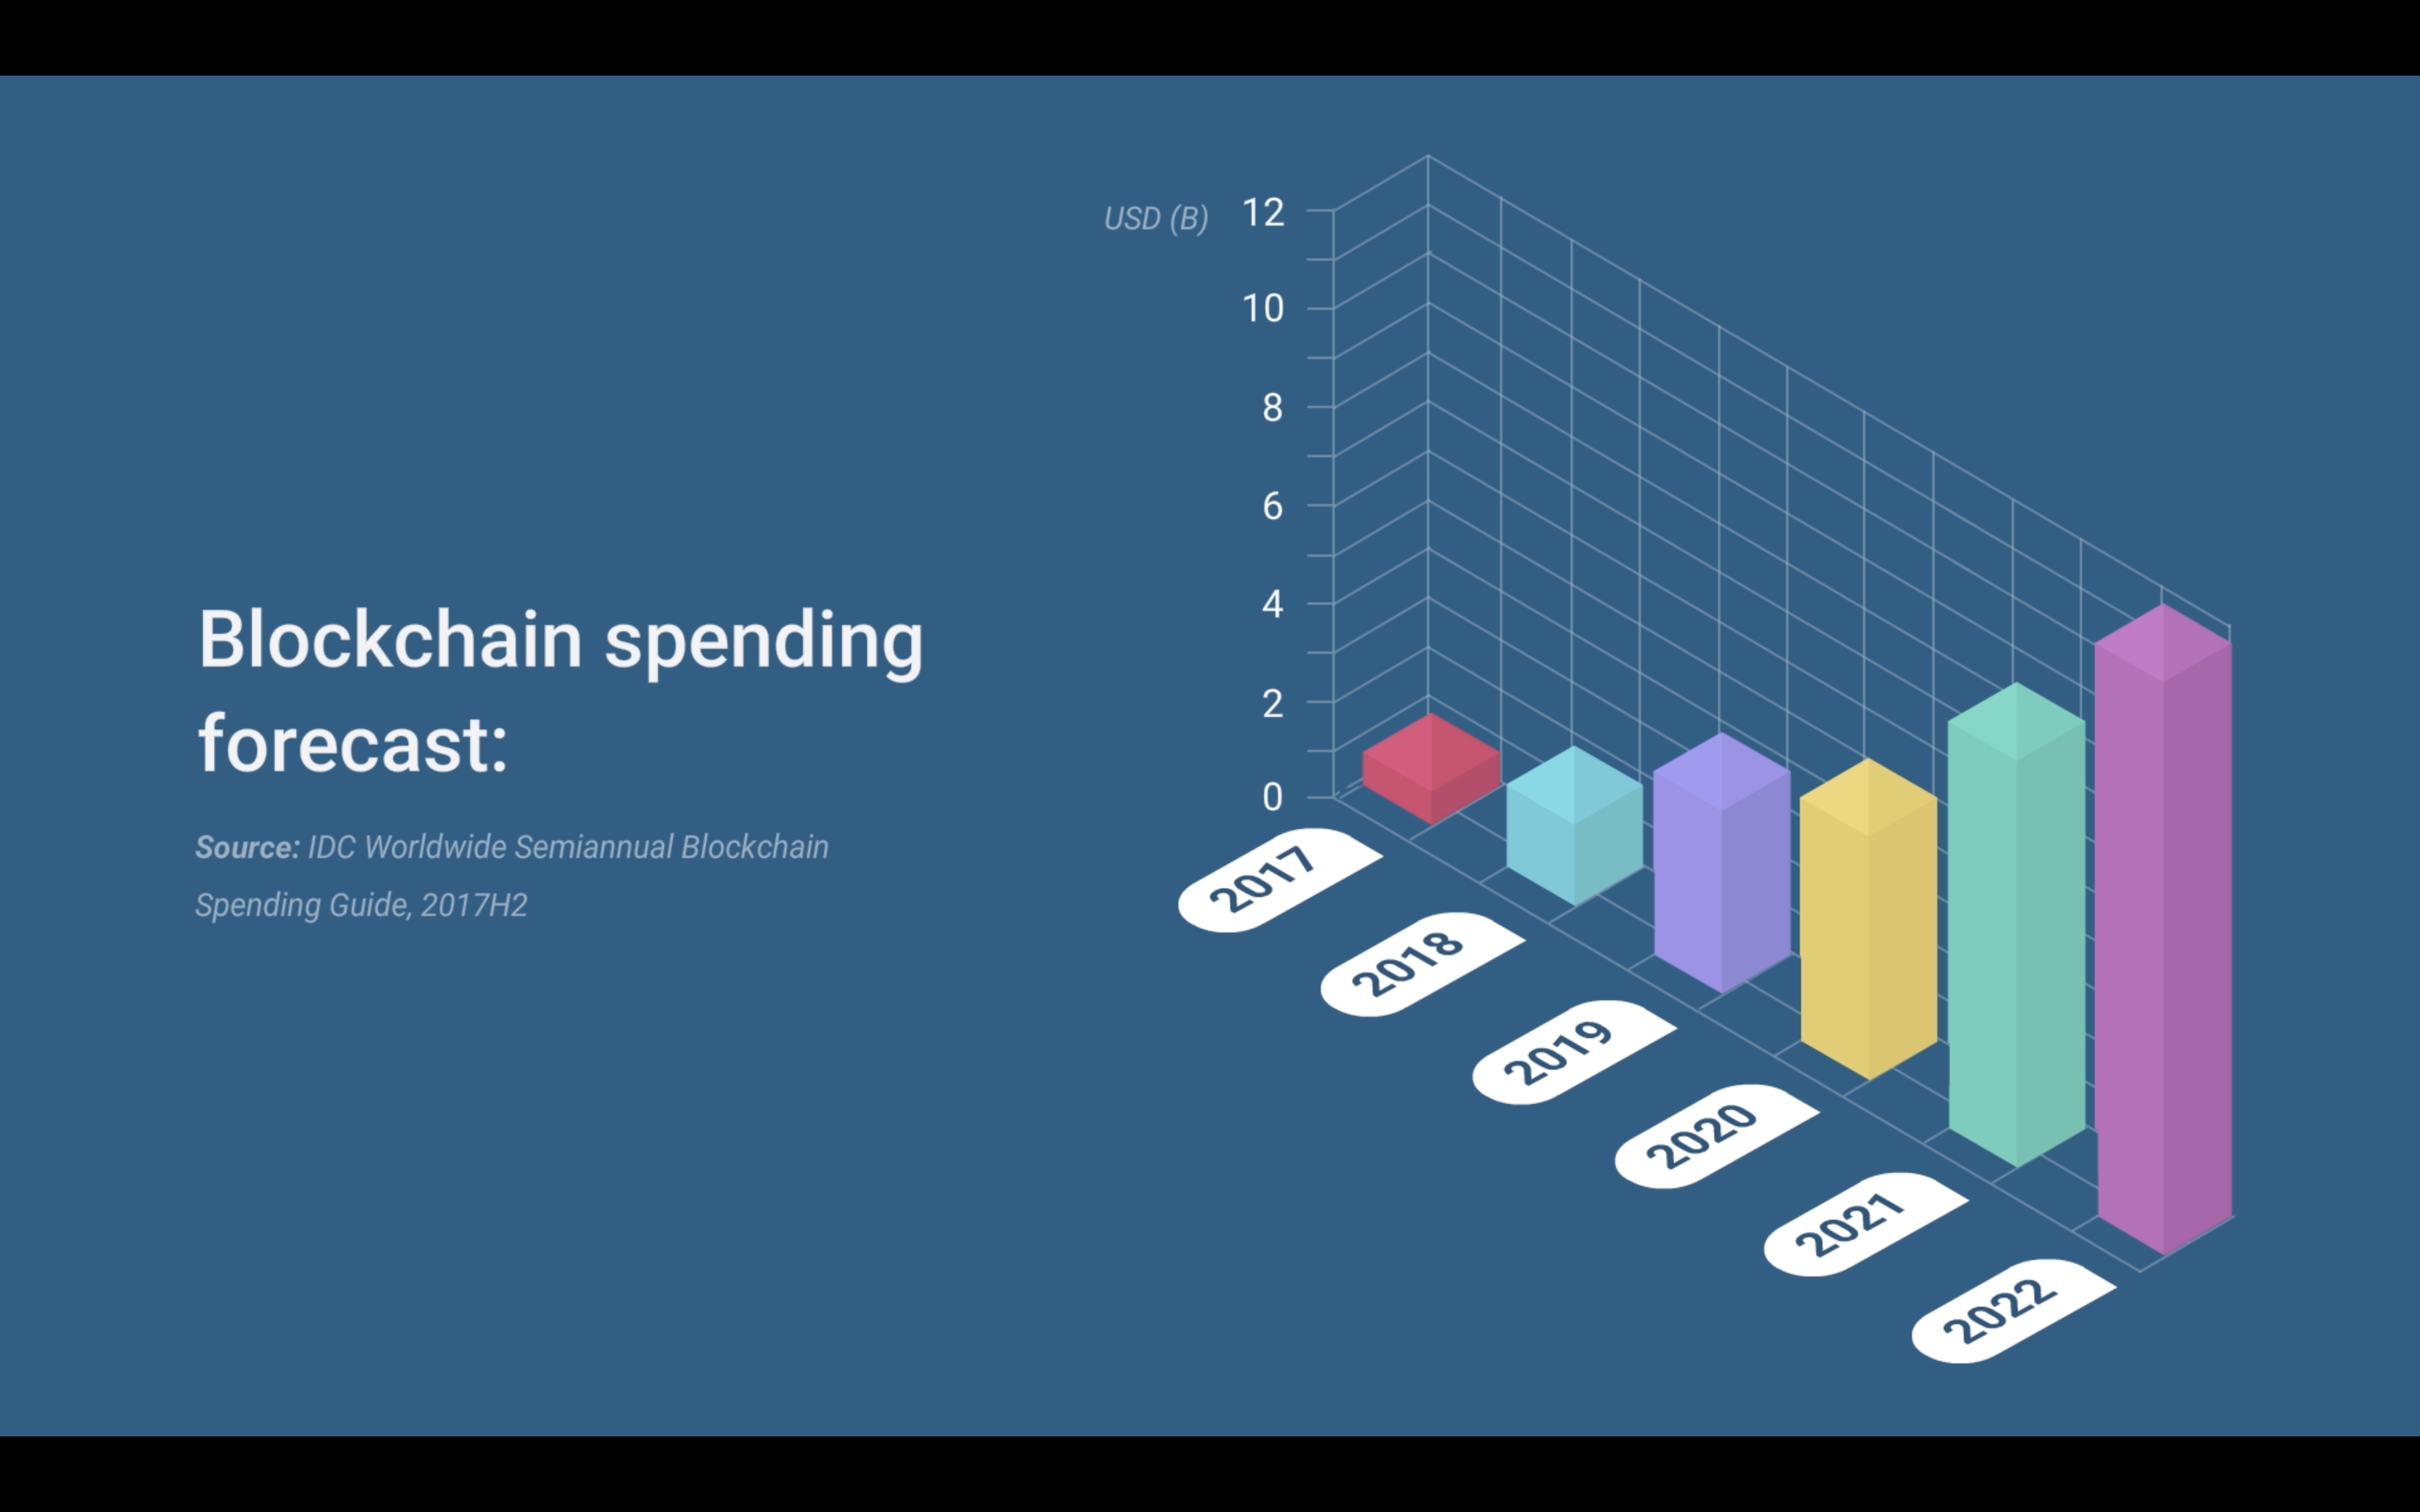 Blockchain spending
forecast:
Source: IDC Worldwide Semiannual Blockchain
Spending Guide, 2017H2
USD (B)
12
10
8
6
4
2
0
2017
2018
2019
2020
2021
2022